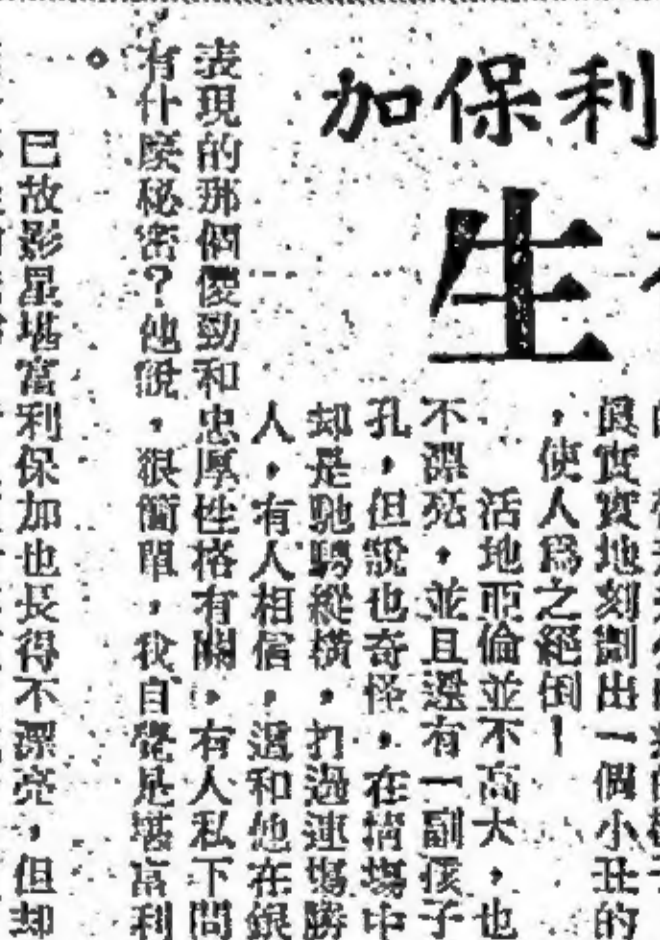 利保加
生
眞實實地刻劃出一個小丑的
，使人爲之絕倒！
活地亞倫並不高大，也
不漂亮，並且還有一副孩子
孔，但說也奇怪，在情場中
却是馳騁縱橫，打過連場勝
人，有人相信，這和他在銀
表現的那個傻勁和忠厚性格有關，有人私下問
有什麼秘密？他說，很簡單，我自覺是堪富利
。
已故影星堪富利保加也長得不漂亮，但却